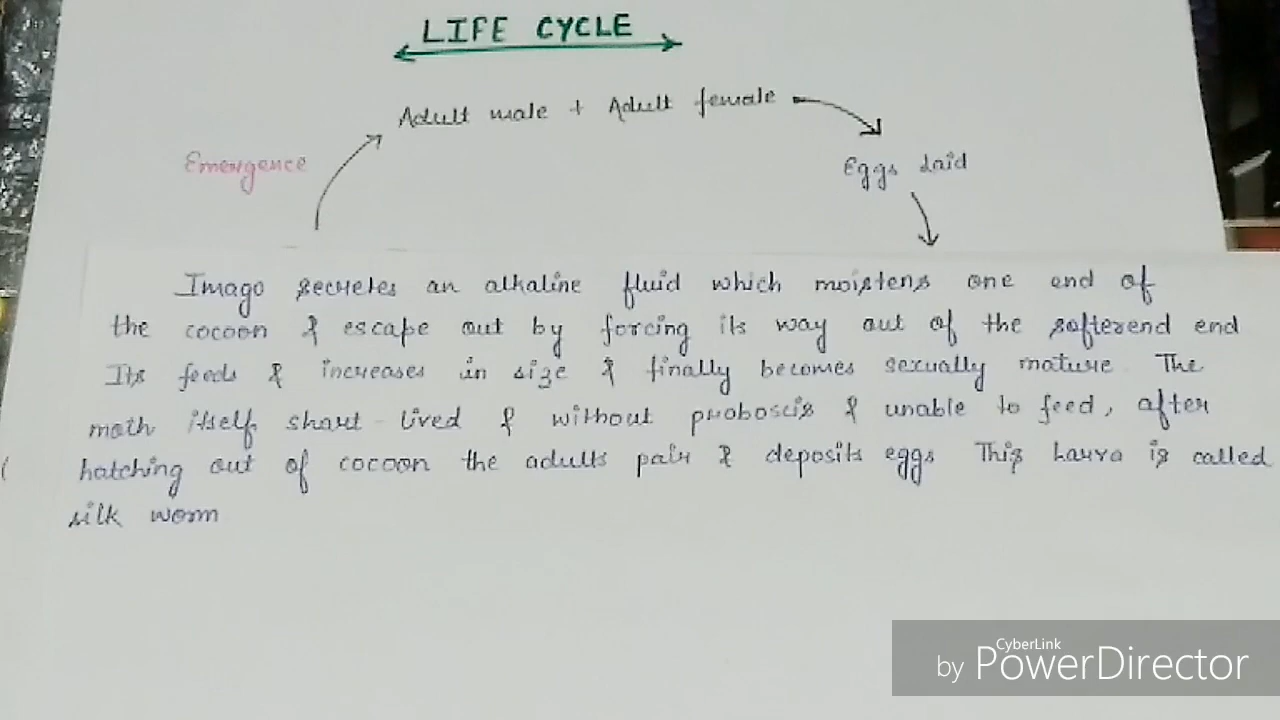 LIFE CYCLE
Adult male + Adult female
Emergence
Eggs Laid
Imago secretes an alkaline fluid which moistens one end of
the cocoon & escape out by forcing its way out of the softerend end
Its feeds & increases in size & finally becomes sexually mature. The
moth itself short-lived & without proboscis & unable to feed, after
hatching out of cocoon the adults pair & deposits eggs This larva is called
silk worm
CyberLink
by PowerDirector